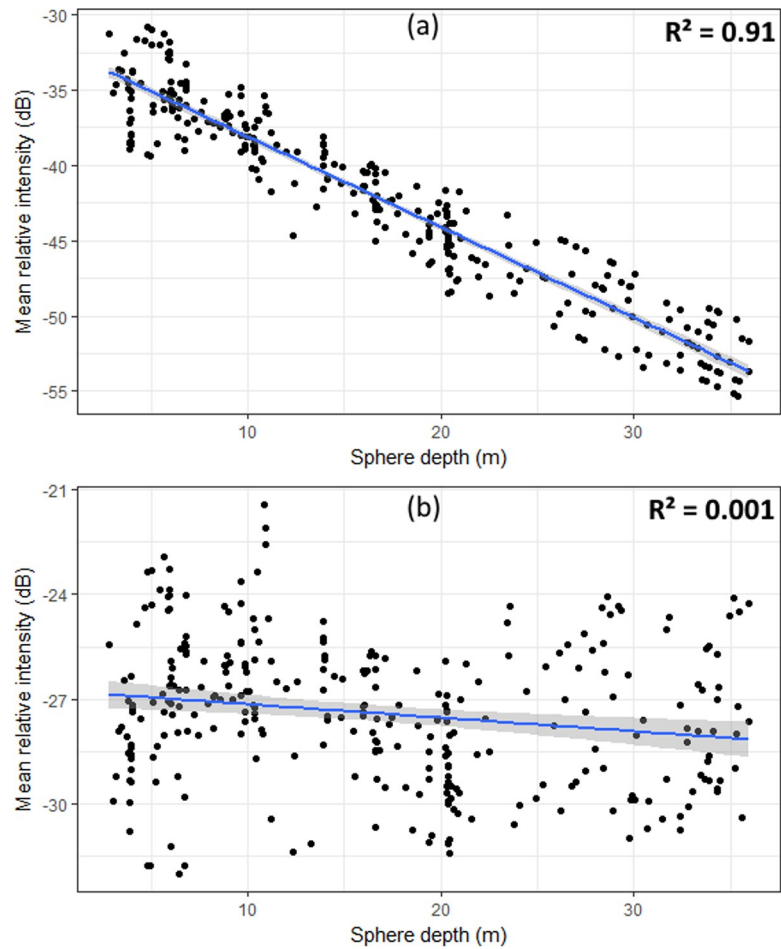 (a)
R² = 0.91
-30
-35
-40
-45
-50
-55
Mean relative intensity (dB)
10
20
30
Sphere depth (m)
(b)
R² = 0.001
-21
-24
-27
-30
Mean relative intensity (dB)
10
20
30
Sphere depth (m)